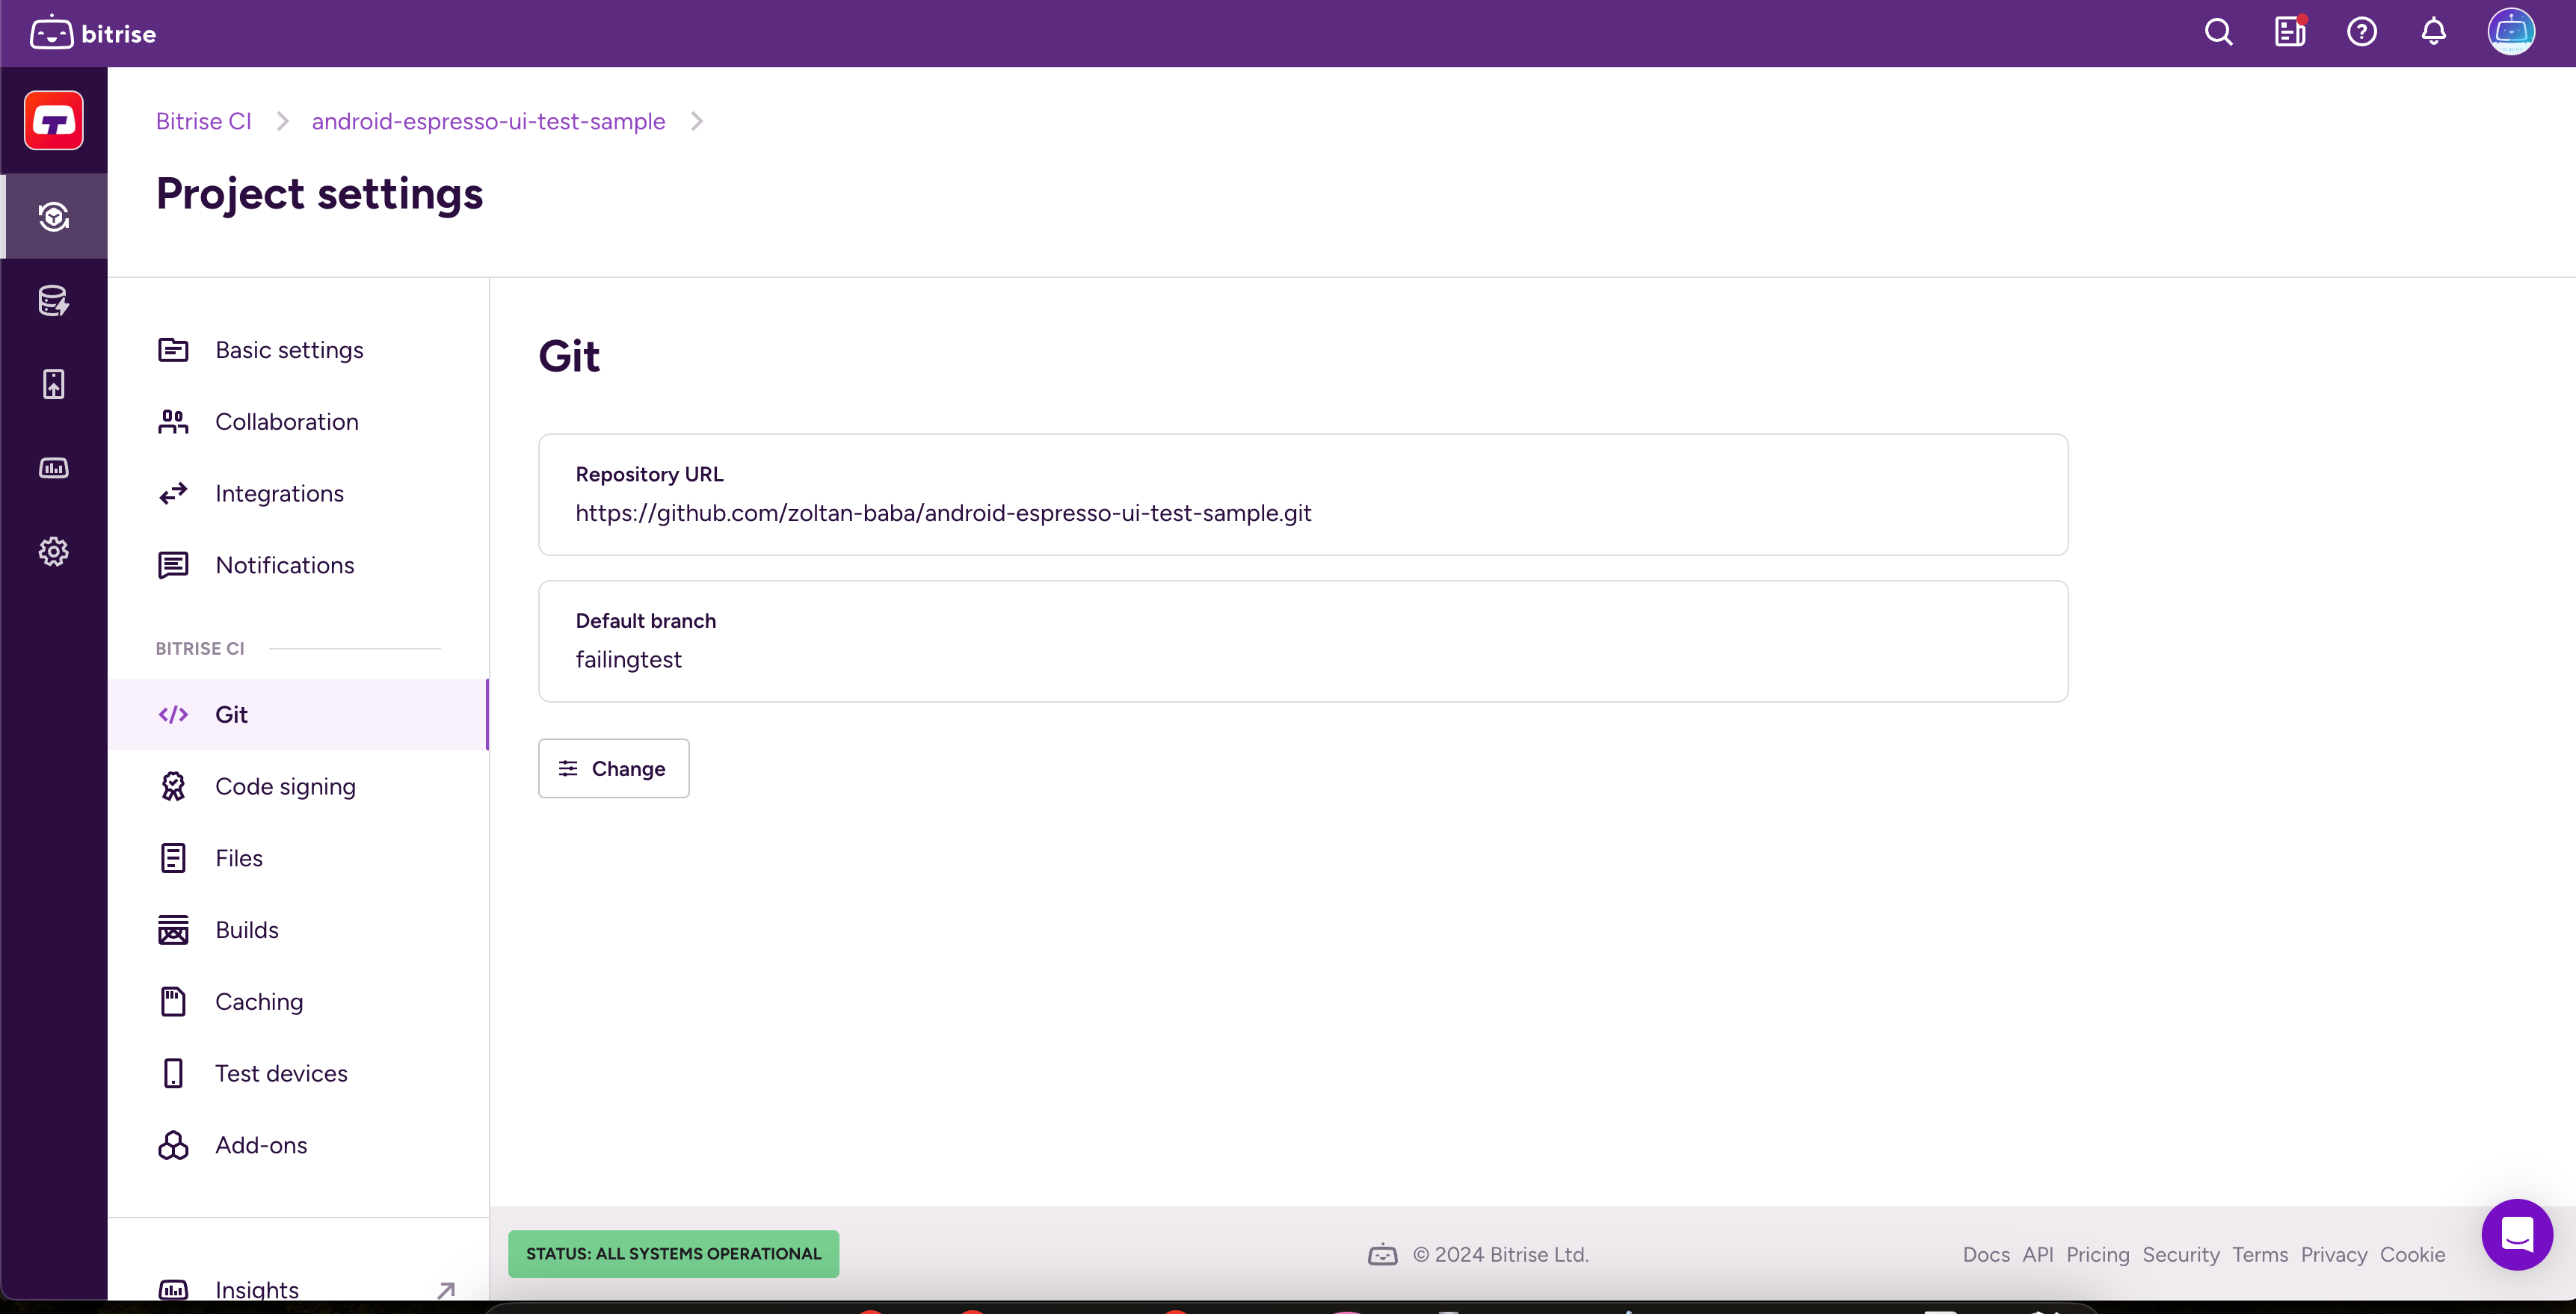 bitrise
Bitrise CI
android-espresso-ui-test-sample
Project settings
Basic settings
Collaboration
Integrations
Notifications
BITRISE CI
Git
Code signing
Files
Builds
Caching
Test devices
Add-ons
Insights
Git
Repository URL
https://github.com/zoltan-baba/android-espresso-ui-test-sample.git
Default branch
failingtest
Change
STATUS: ALL SYSTEMS OPERATIONAL
© 2024 Bitrise Ltd.
Docs API Pricing Security Terms Privacy Cookie